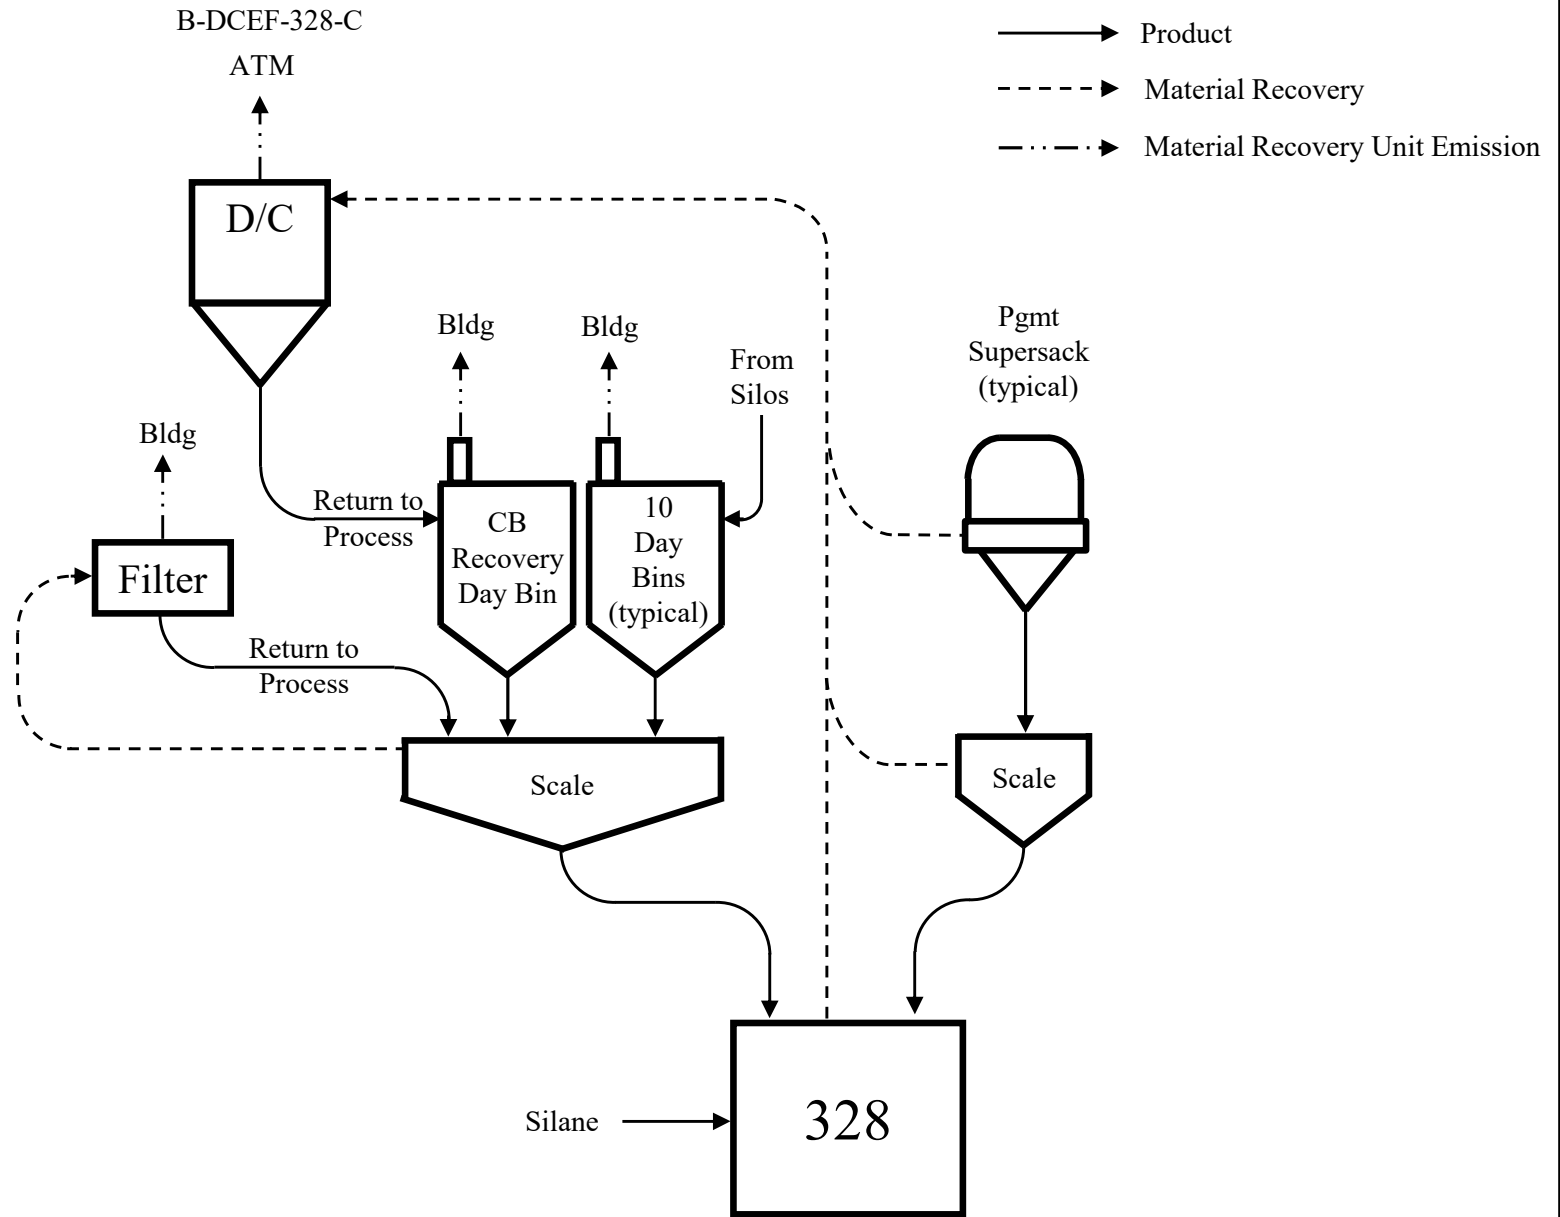 B-DCEF-328-C
ATM
Product
Material Recovery
Material Recovery Unit Emission
D/C
Bldg
Bldg
From
Silos
Pgmt
Supersack
(typical)
Bldg
Return to
Process
CB
Recovery
Day Bin
10
Day
Bins
(typical)
Filter
Return to
Process
Scale
Scale
Silane
328